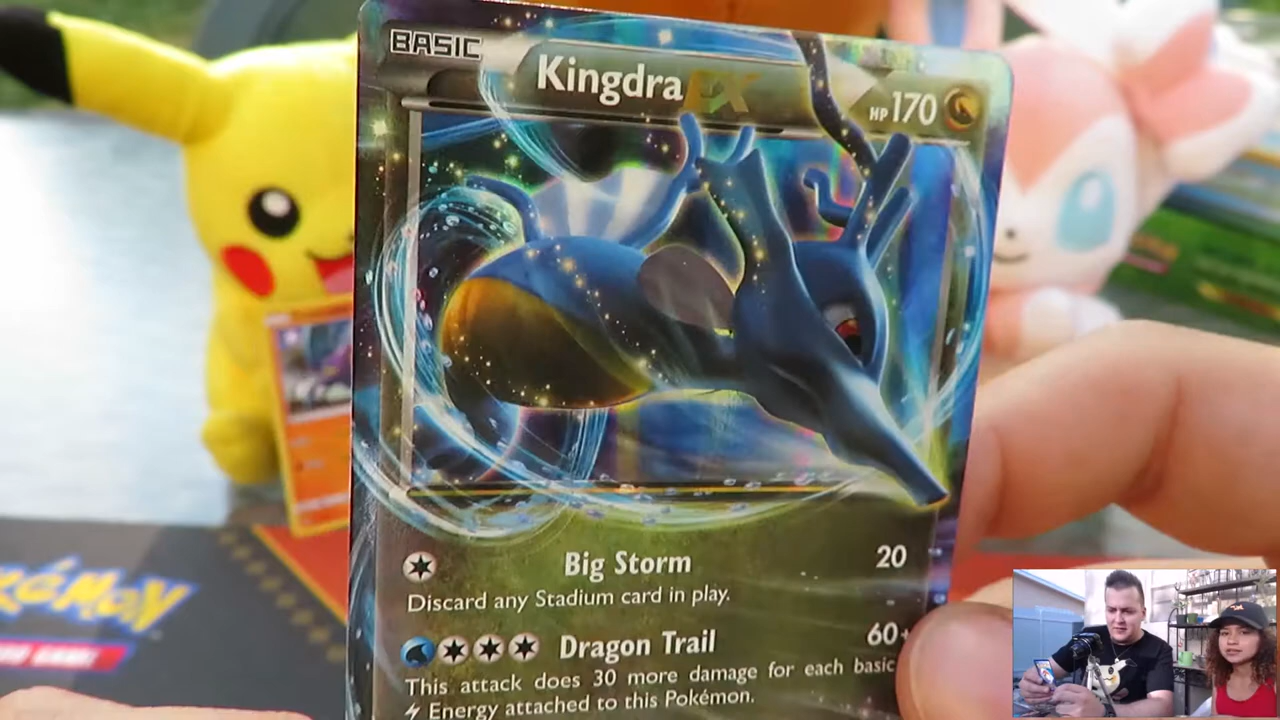 BASIC
Kingdra EX
HP 170
Big Storm 20
Discard any Stadium card in play.
Dragon Trail 60+
This attack does 30 more damage for each basic
Energy attached to this Pokémon.
Pokémon